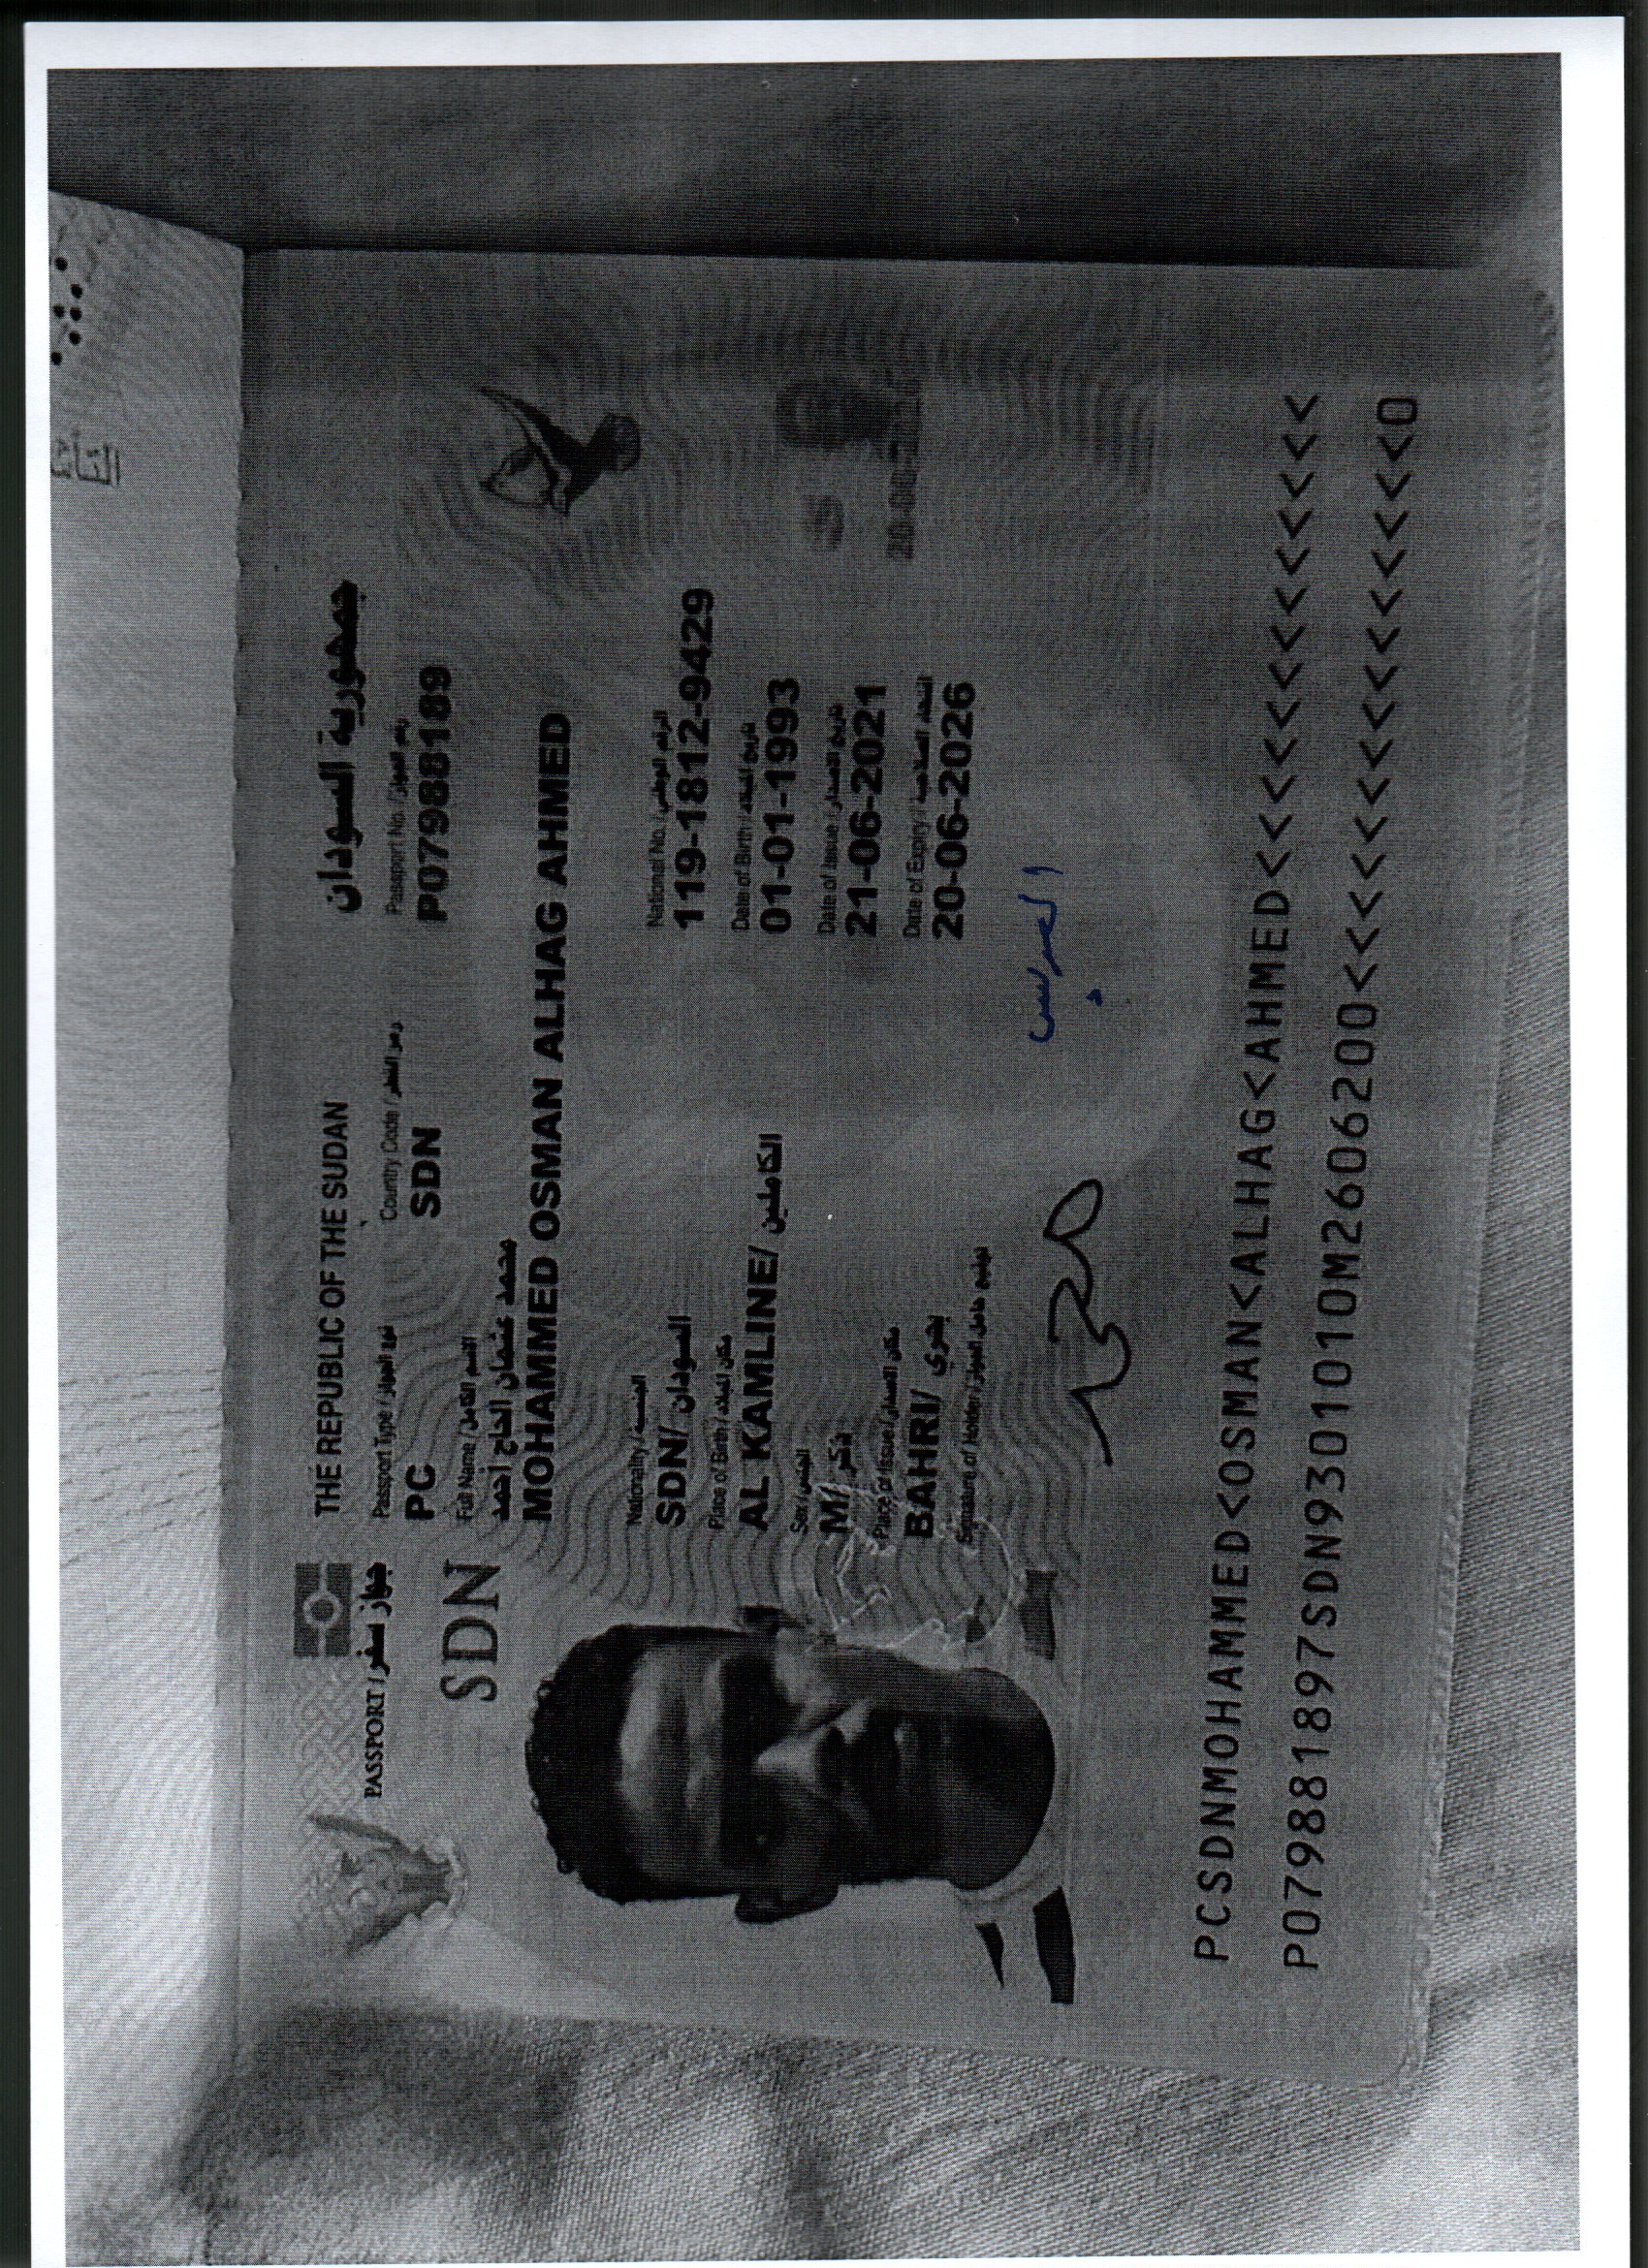 التأش
جمهورية السودان
THE REPUBLIC OF THE SUDAN
PASSPORT / جواز سفر
Passport Type / نوع الجواز
Country Code / رمز القطر
Passport No. / رقم الجواز
PC
SDN
P07988189
SDN
Full Name / الاسم الكامل
محمد عثمان الحاج احمد
MOHAMMED OSMAN ALHAG AHMED
Nationality / الجنسية
National No. / الرقم الوطني
SDN/ السودان
119-1812-9429
Place of Birth / مكان الميلاد
Date of Birth / تاريخ الميلاد
AL KAMLINE/ الكاملين
01-01-1993
Sex / الجنس
Date of Issue / تاريخ الاصدار
M/ ذكر
21-06-2021
Place of Issue / مكان الاصدار
Date of Expiry / انتهاء الصلاحية
BAHRI/ بحري
20-06-2026
Signature of Holder / توقيع حامل الجواز
PCSDNMOHAMMED<OSMAN<ALHAG<AHMED<<<<<<<<<<<<<
P079881897SDN9301010M2606200<<<<<<<<<<<<<<<0